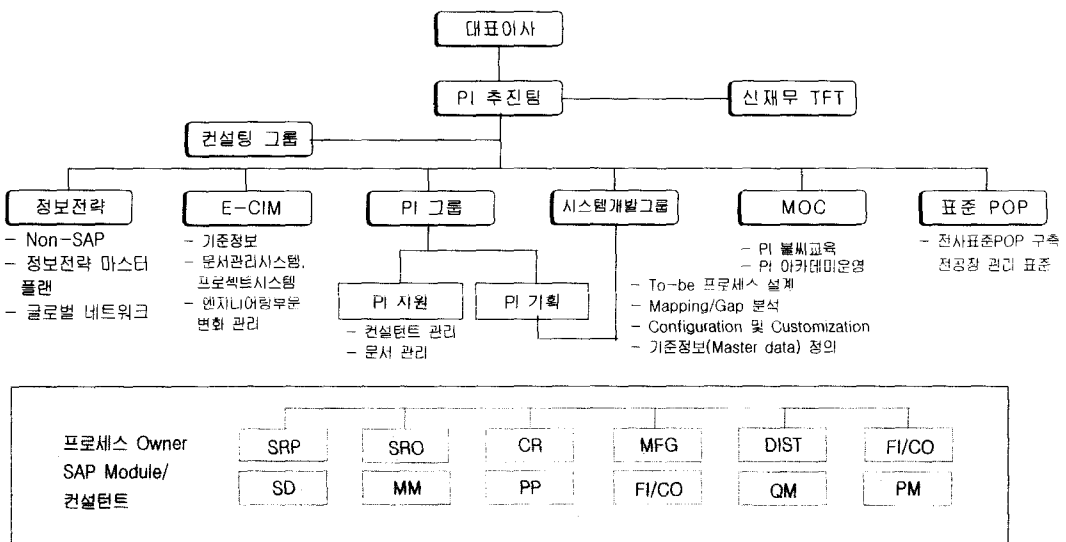 대표이사
PI 추진팀
신재무 TFT
컨설팅 그룹
정보전략
E-CIM
PI 그룹
시스템개발그룹
MOC
표준 POP
- Non-SAP
- 정보전략 마스터
플랜
- 글로벌 네트워크
- 기준정보
- 문서관리시스템,
프로젝트시스템
- 엔지니어링부문
변화 관리
PI 지원
PI 기획
- 컨설턴트 관리
- 문서 관리
- PI 불씨교육
- PI 아카데미운영
- To-be 프로세스 설계
- Mapping/Gap 분석
- Configuration 및 Customization
- 기준정보(Master data) 정의
- 전사표준POP 구축
전공장 관리 표준
프로세스 Owner
SRP
SRO
CR
MFG
DIST
FI/CO
SAP Module/
컨설턴트
SD
MM
PP
FI/CO
QM
PM